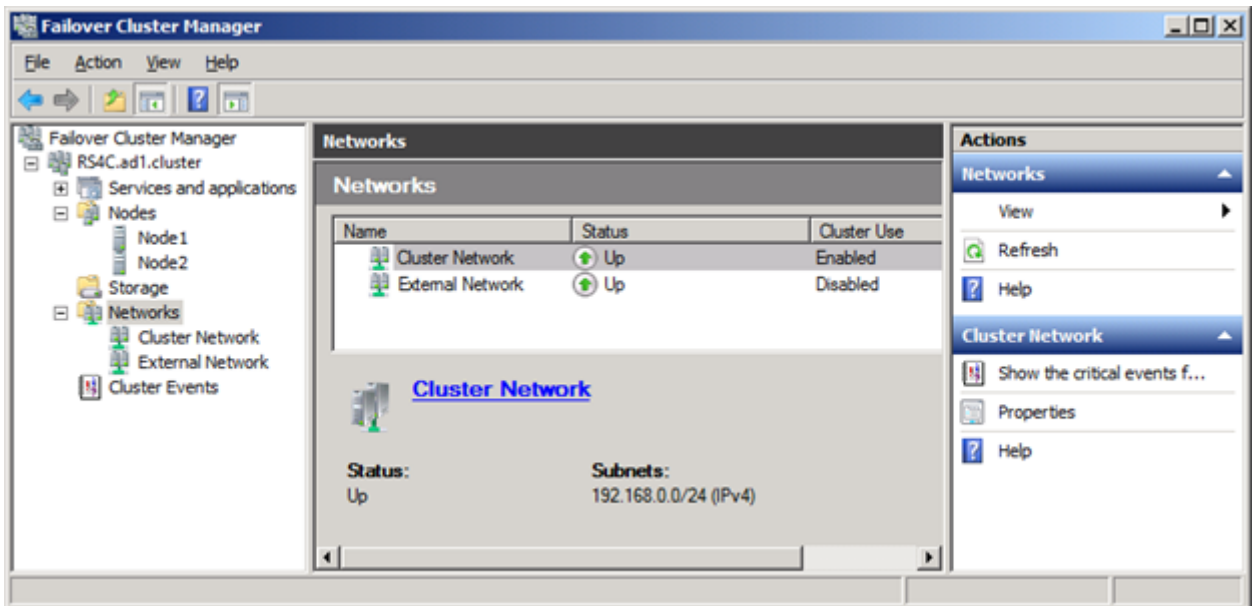 Failover Cluster Manager
File Action View Help
Failover Cluster Manager
RS4C.ad1.cluster
Services and applications
Nodes
Node1
Node2
Storage
Networks
Cluster Network
External Network
Cluster Events
Networks
Networks
Name Status Cluster Use
Cluster Network Up Enabled
External Network Up Disabled
Cluster Network
Status: Subnets:
Up 192.168.0.0/24 (IPv4)
Actions
Networks
View
Refresh
Help
Cluster Network
Show the critical events f...
Properties
Help